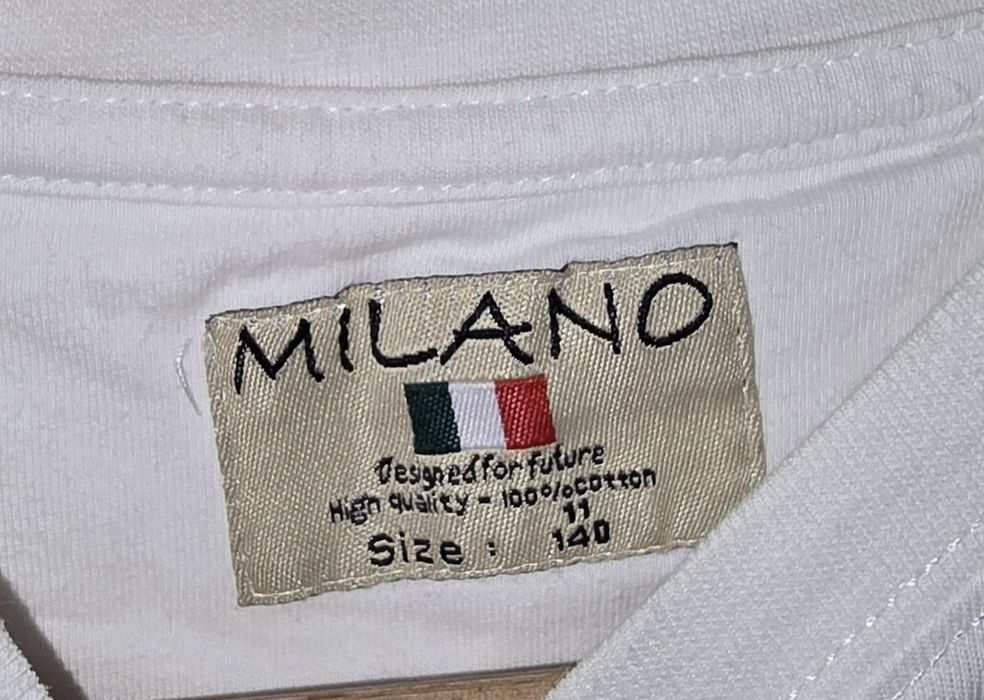 MILANO
Designed for future
High quality - 100% cotton
11
Size : 140